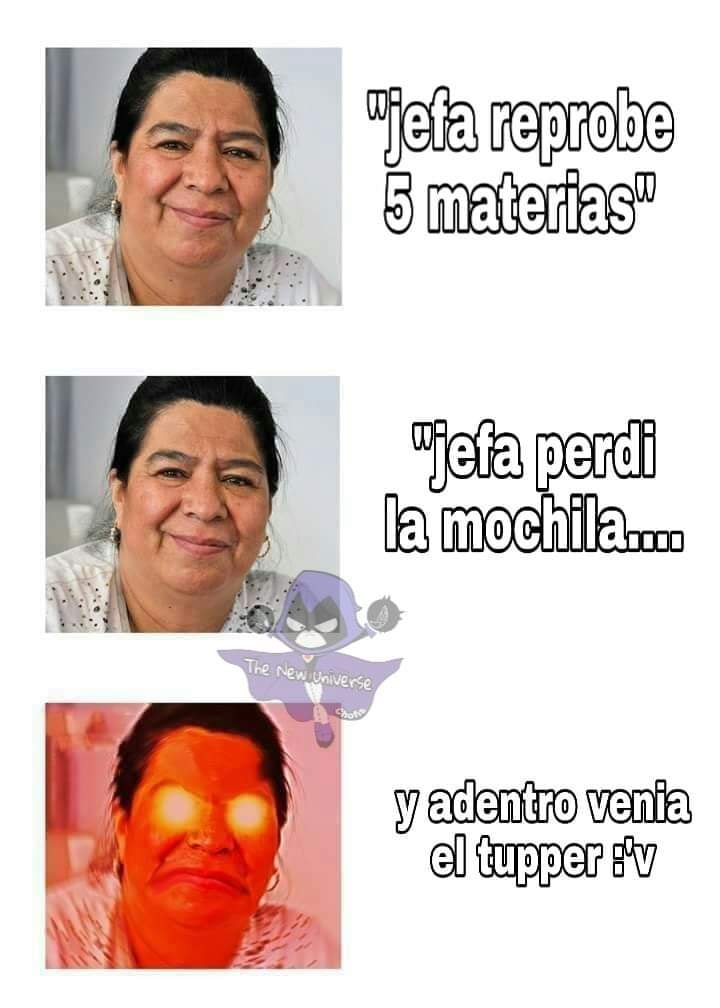 "jefa reprobe
5 materias"
"jefa perdi
la mochila....
The New Universe
y adentro venia
el tupper :'v